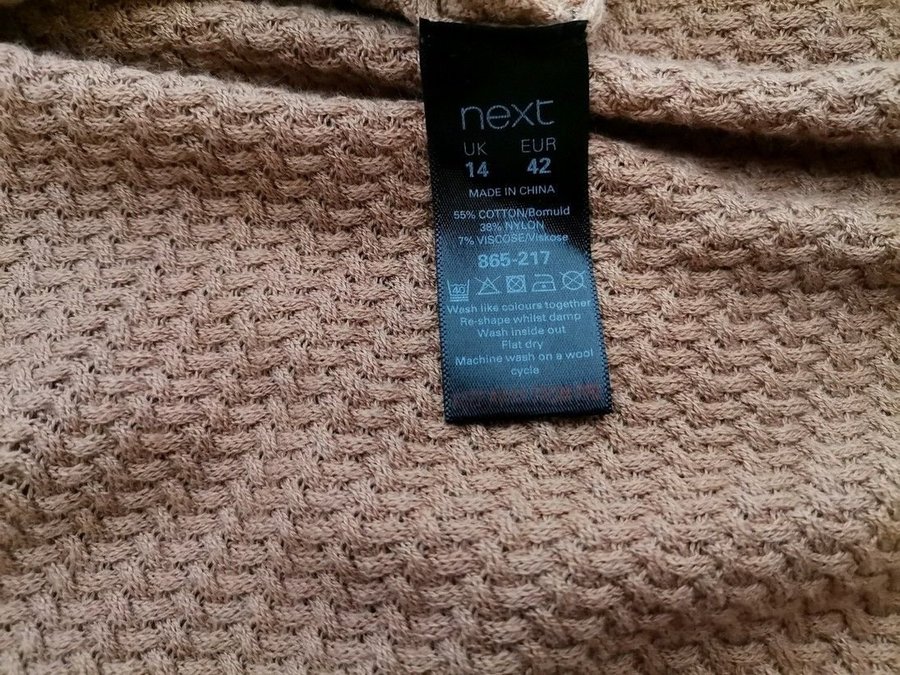 next
UK EUR
14 42
MADE IN CHINA
55% COTTON/Bomuld
38% NYLON
7% VISCOSE/Viskose
865-217
Wash like colours together
Re-shape whilst damp
Wash inside out
Flat dry
Machine wash on a wool
cycle